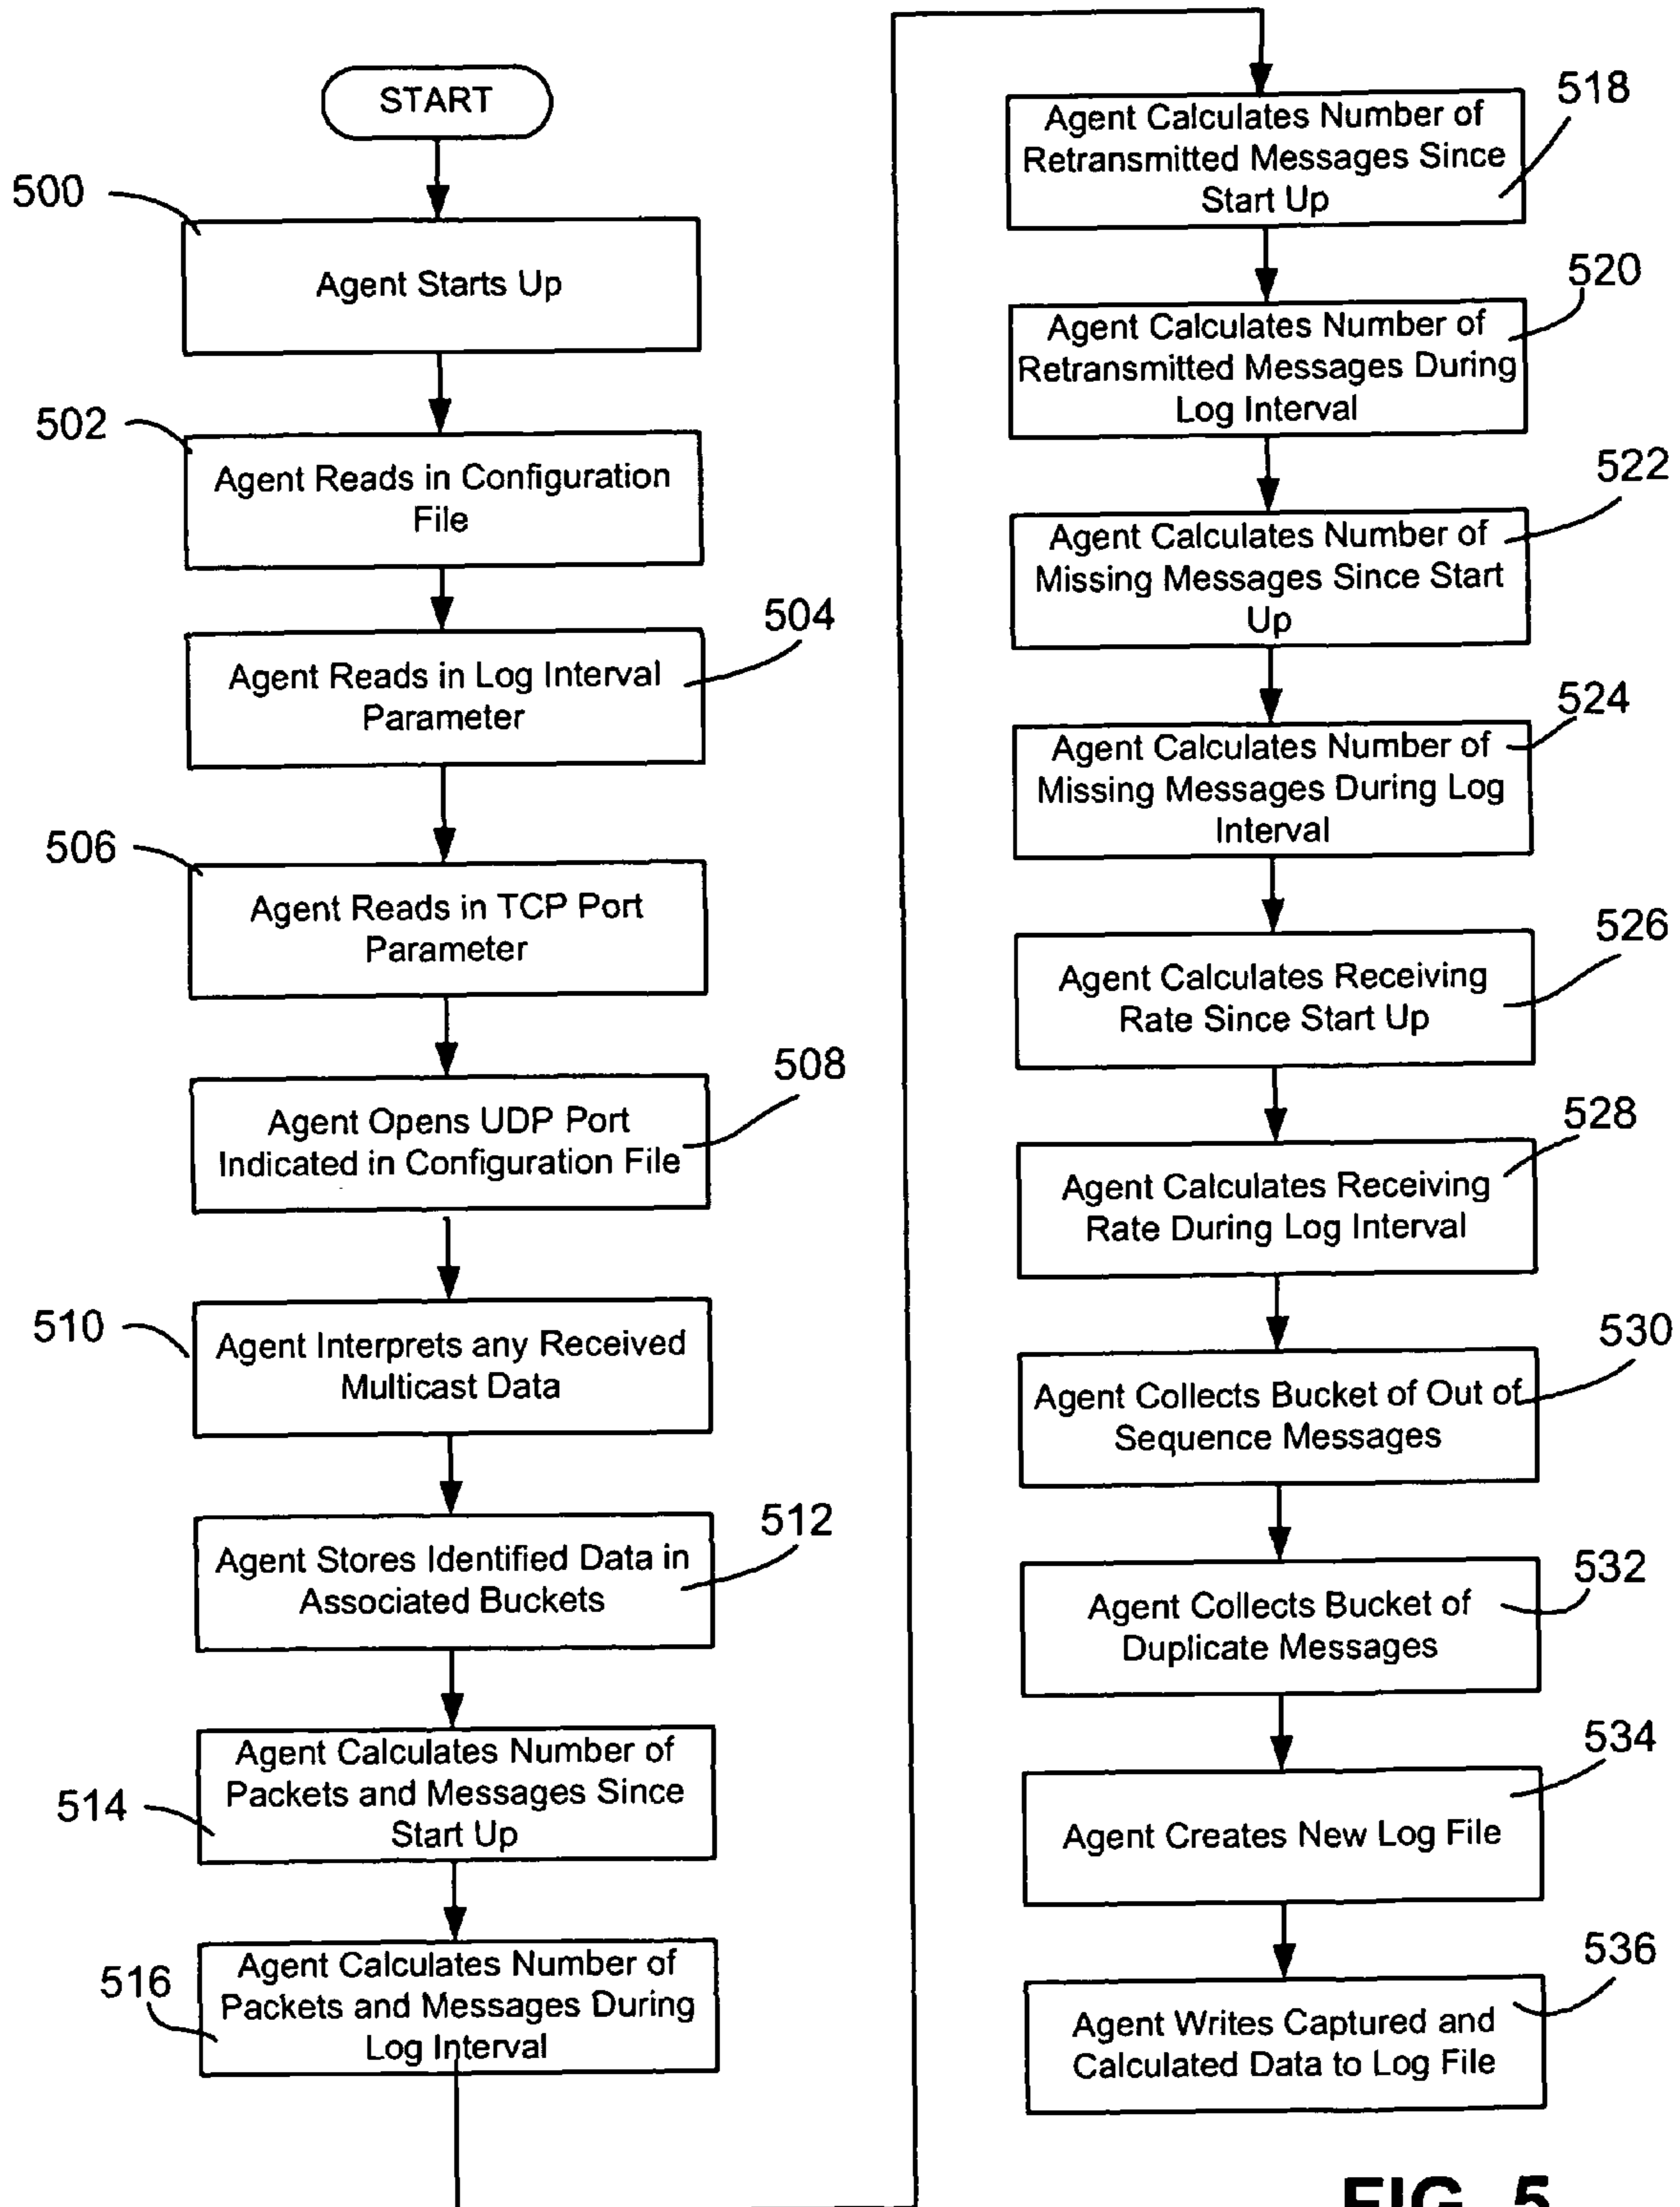 START
500
Agent Starts Up
502
Agent Reads in Configuration
File
504
Agent Reads in Log Interval
Parameter
506
Agent Reads in TCP Port
Parameter
508
Agent Opens UDP Port
Indicated in Configuration File
510
Agent Interprets any Received
Multicast Data
512
Agent Stores Identified Data in
Associated Buckets
514
Agent Calculates Number of
Packets and Messages Since
Start Up
516
Agent Calculates Number of
Packets and Messages During
Log Interval
518
Agent Calculates Number of
Retransmitted Messages Since
Start Up
520
Agent Calculates Number of
Retransmitted Messages During
Log Interval
522
Agent Calculates Number of
Missing Messages Since Start
Up
524
Agent Calculates Number of
Missing Messages During Log
Interval
526
Agent Calculates Receiving
Rate Since Start Up
528
Agent Calculates Receiving
Rate During Log Interval
530
Agent Collects Bucket of Out of
Sequence Messages
532
Agent Collects Bucket of
Duplicate Messages
534
Agent Creates New Log File
536
Agent Writes Captured and
Calculated Data to Log File
FIG. 5